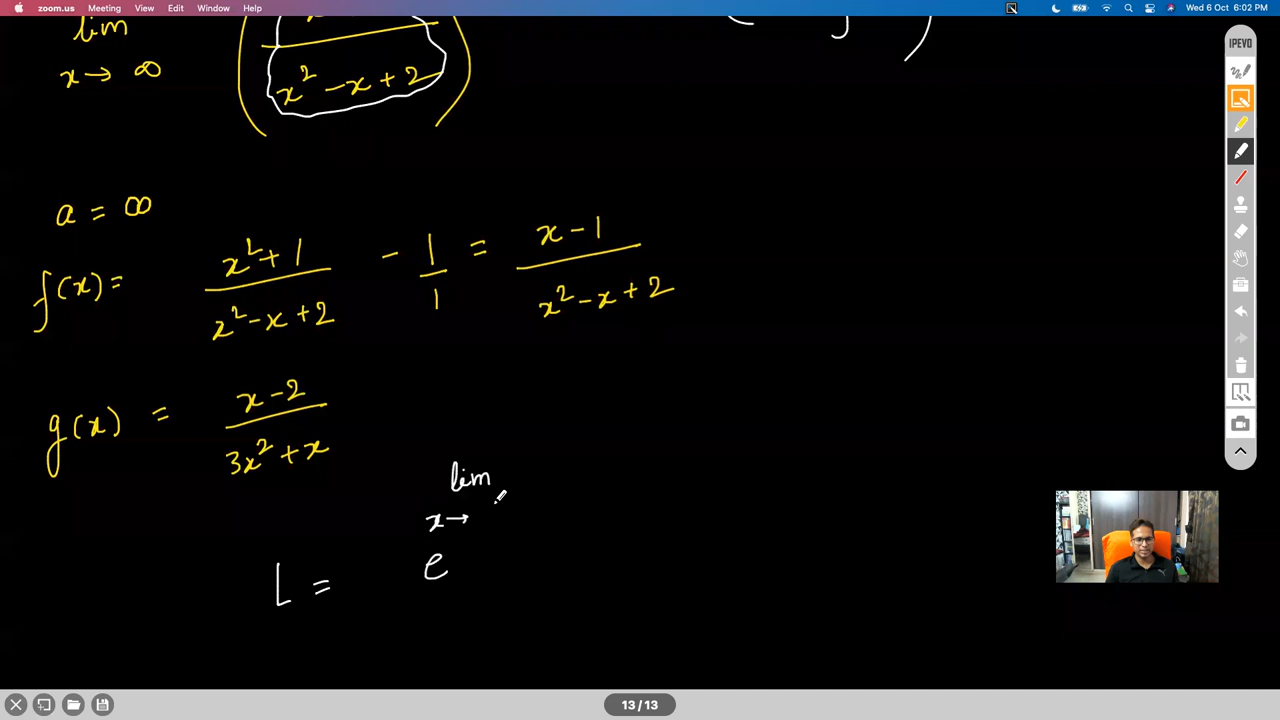 zoom.us Meeting View Edit Window Help Wed 6 Oct 6:02 PM
IPEVO
lim
x → ∞
x² - x + 2
a = ∞
f(x) = x² + 1 / x² - x + 2 - 1 / 1 = x - 1 / x² - x + 2
g(x) = x - 2 / 3x² + x
lim
x →
L = e
13 / 13